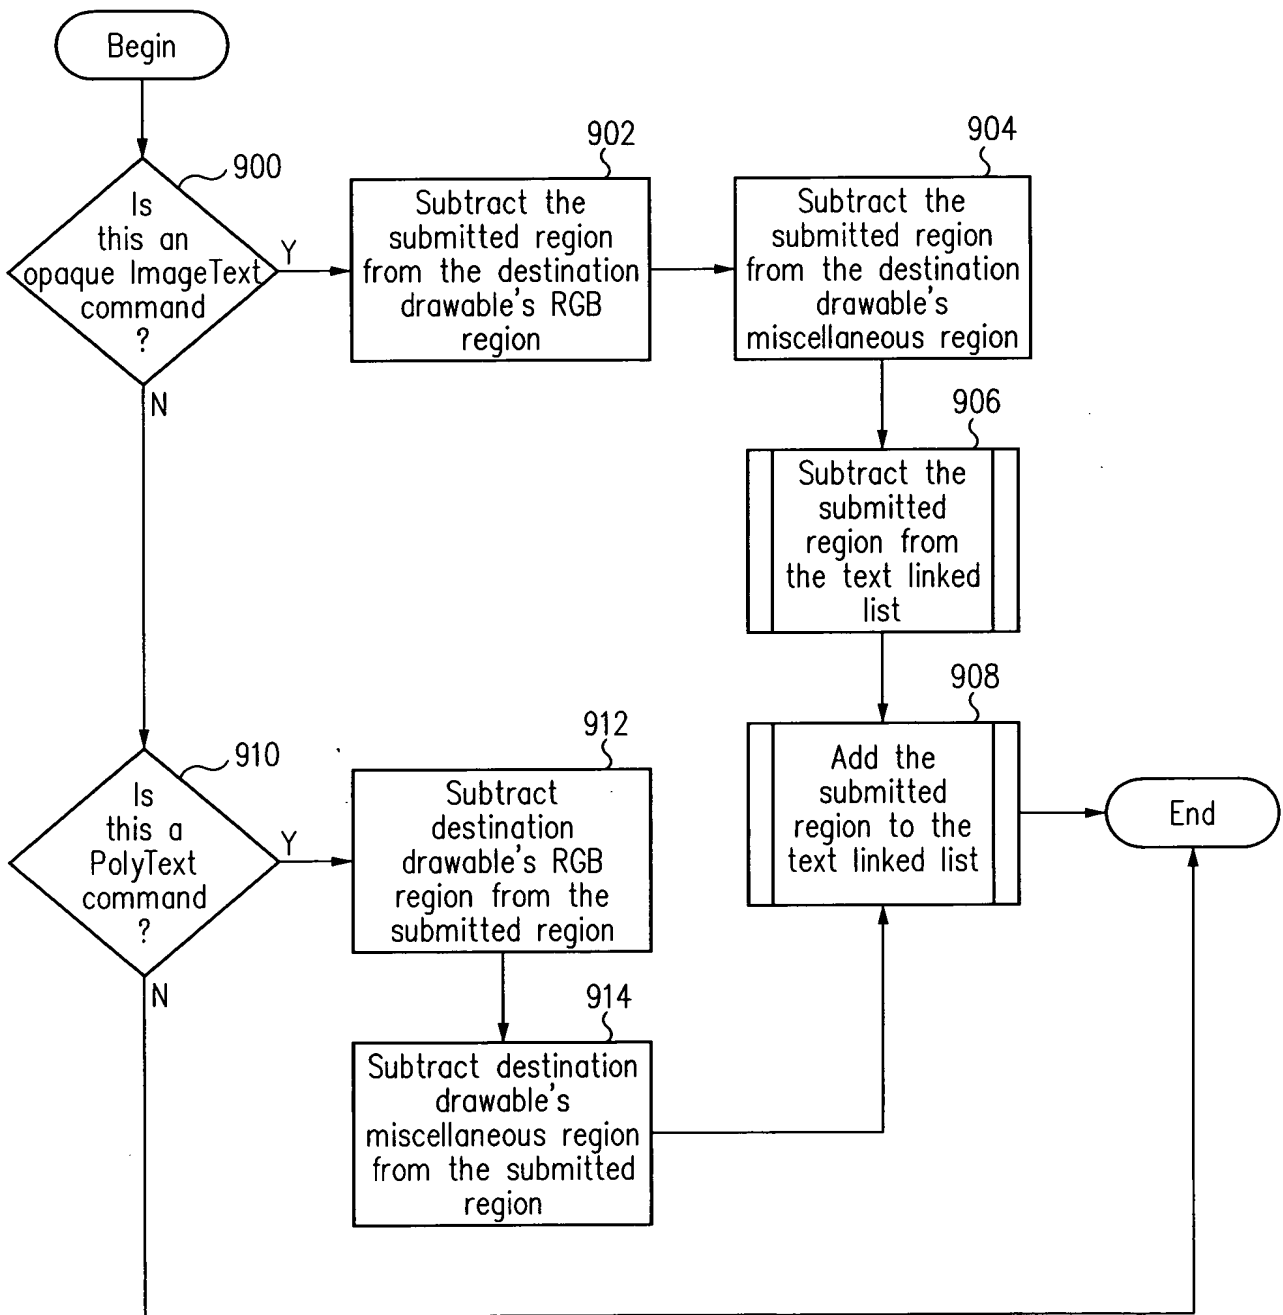 Begin
900
Is
this an
opaque ImageText
command
?
Y
N
902
Subtract the
submitted region
from the destination
drawable's RGB
region
904
Subtract the
submitted region
from the destination
drawable's
miscellaneous region
906
Subtract the
submitted
region from
the text linked
list
908
Add the
submitted
region to the
text linked list
End
910
Is
this a
PolyText
command
?
Y
N
912
Subtract
destination
drawable's RGB
region from the
submitted region
914
Subtract destination
drawable's
miscellaneous region
from the submitted
region